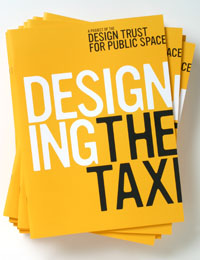 A PROJECT OF THE
DESIGN TRUST
FOR PUBLIC SPACE
DESIGN
ING THE
TAXI